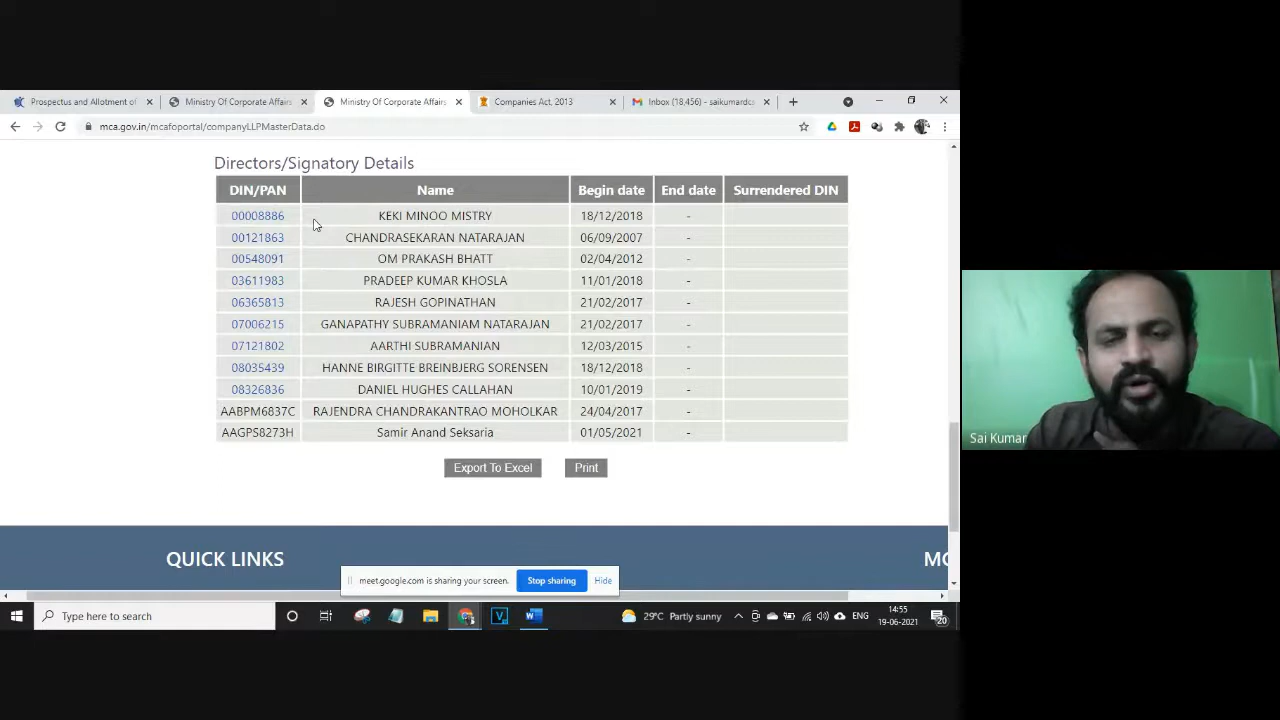 Prospectus and Allotment of
Ministry Of Corporate Affairs
Ministry Of Corporate Affairs
Companies Act, 2013
Inbox (18,456) - saikumardc
mca.gov.in/mcafoportal/companyLLPMasterData.do
Directors/Signatory Details
DIN/PAN Name Begin date End date Surrendered DIN
00008886 KEKI MINOO MISTRY 18/12/2018 -
00121863 CHANDRASEKARAN NATARAJAN 06/09/2007 -
00548091 OM PRAKASH BHATT 02/04/2012 -
03611983 PRADEEP KUMAR KHOSLA 11/01/2018 -
06365813 RAJESH GOPINATHAN 21/02/2017 -
07006215 GANAPATHY SUBRAMANIAM NATARAJAN 21/02/2017 -
07121802 AARTHI SUBRAMANIAN 12/03/2015 -
08035439 HANNE BIRGITTE BREINBJERG SORENSEN 18/12/2018 -
08326836 DANIEL HUGHES CALLAHAN 10/01/2019 -
AABPM6837C RAJENDRA CHANDRAKANTRAO MOHOLKAR 24/04/2017 -
AAGPS8273H Samir Anand Seksaria 01/05/2021 -
Export To Excel Print
Sai Kumar
QUICK LINKS MO
meet.google.com is sharing your screen. Stop sharing Hide
Type here to search
29°C Partly sunny
ENG
14:55
19-06-2021
20